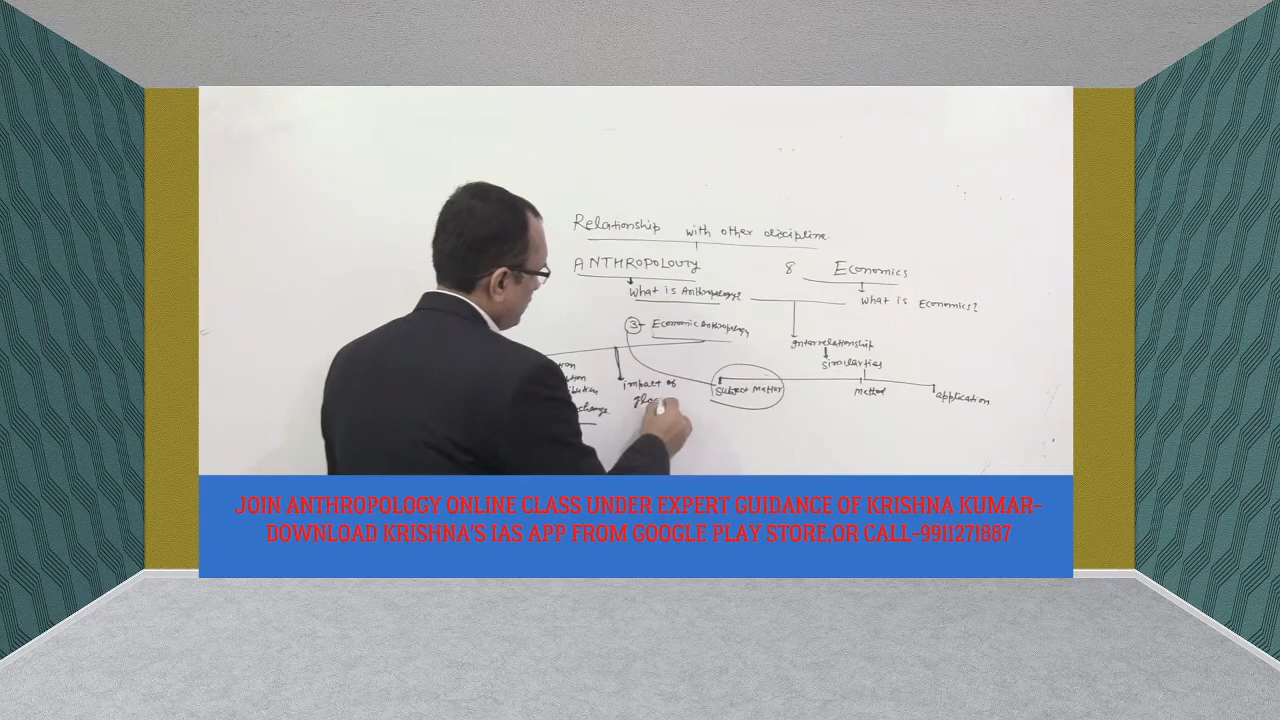 Relationship with other discipline.
ANTHROPOLOGY & Economics
What is Anthropology? What is Economics?
3 - Economic Anthropology
Interrelationship
Similarties
impact of Subject Matter Method application
change.
JOIN ANTHROPOLOGY ONLINE CLASS UNDER EXPERT GUIDANCE OF KRISHNA KUMAR-
DOWNLOAD KRISHNA'S IAS APP FROM GOOGLE PLAY STORE,OR CALL-9911271887